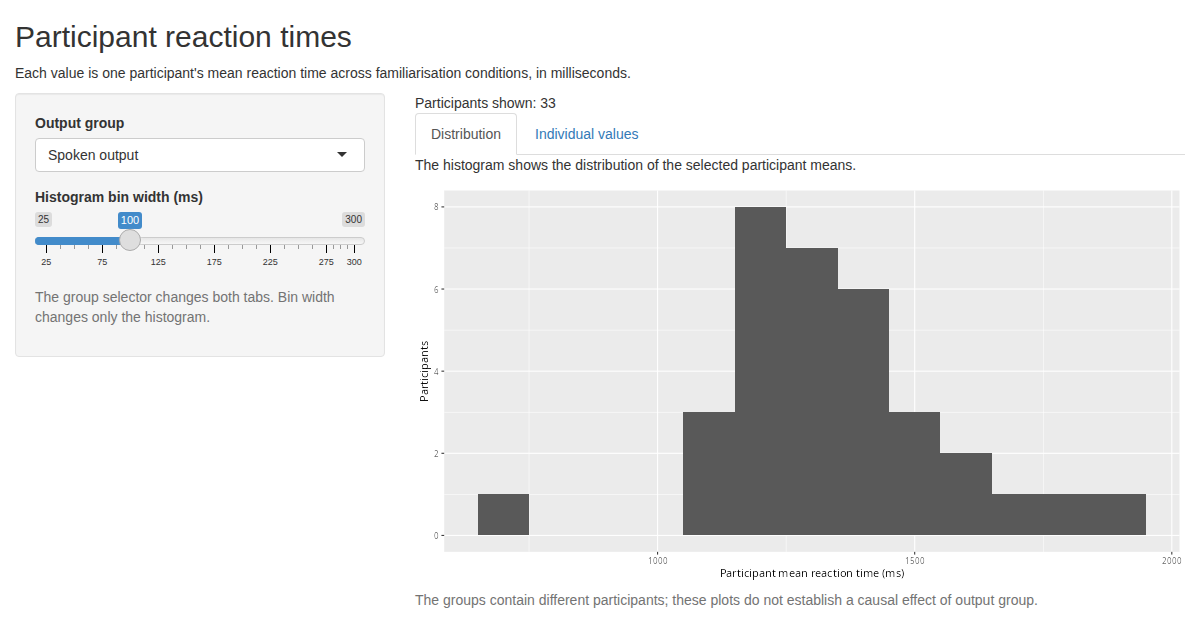 Participant reaction times
Each value is one participant's mean reaction time across familiarisation conditions, in milliseconds.
Output group
Spoken output
Histogram bin width (ms)
25 100 300
25 75 125 175 225 275 300
The group selector changes both tabs. Bin width
changes only the histogram.
Participants shown: 33
Distribution Individual values
The histogram shows the distribution of the selected participant means.
Participants
8
6
4
2
0
1000 1500 2000
Participant mean reaction time (ms)
The groups contain different participants; these plots do not establish a causal effect of output group.